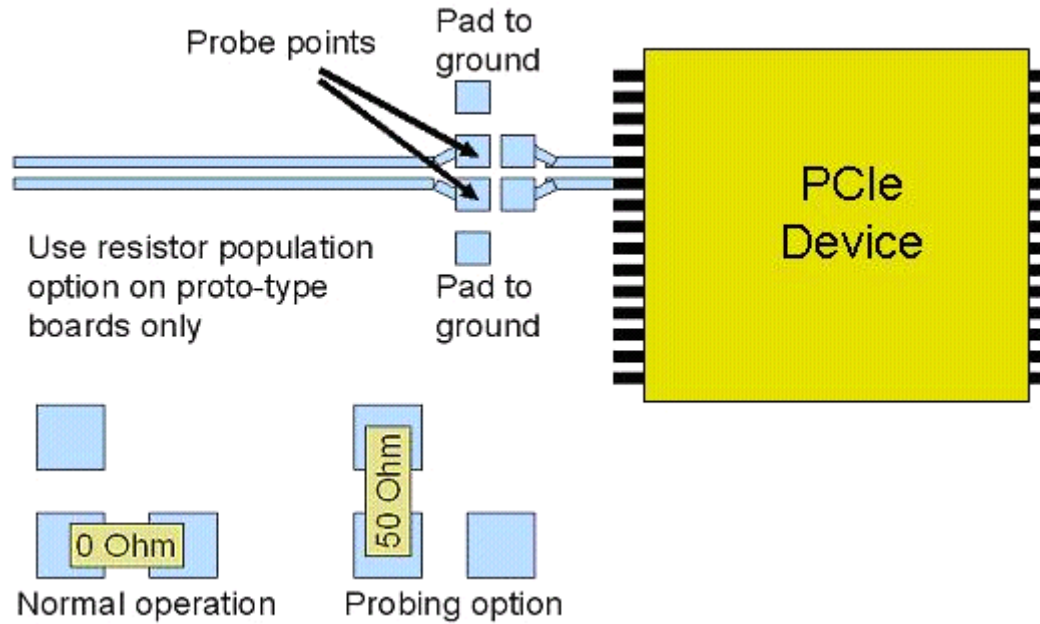 Probe points
Pad to
ground
PCIe
Device
Use resistor population
option on proto-type
boards only
Pad to
ground
0 Ohm
50 Ohm
Normal operation
Probing option